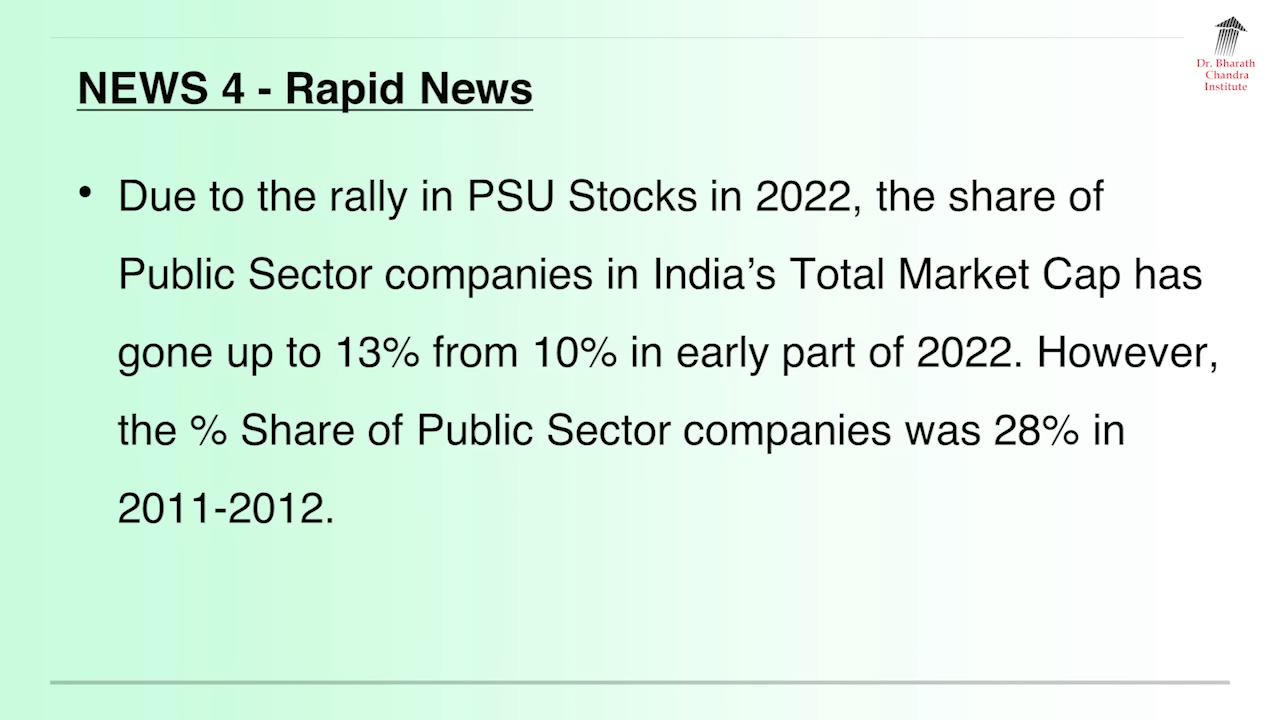 Dr. Bharath
Chandra
Institute
NEWS 4 - Rapid News
• Due to the rally in PSU Stocks in 2022, the share of
Public Sector companies in India’s Total Market Cap has
gone up to 13% from 10% in early part of 2022. However,
the % Share of Public Sector companies was 28% in
2011-2012.